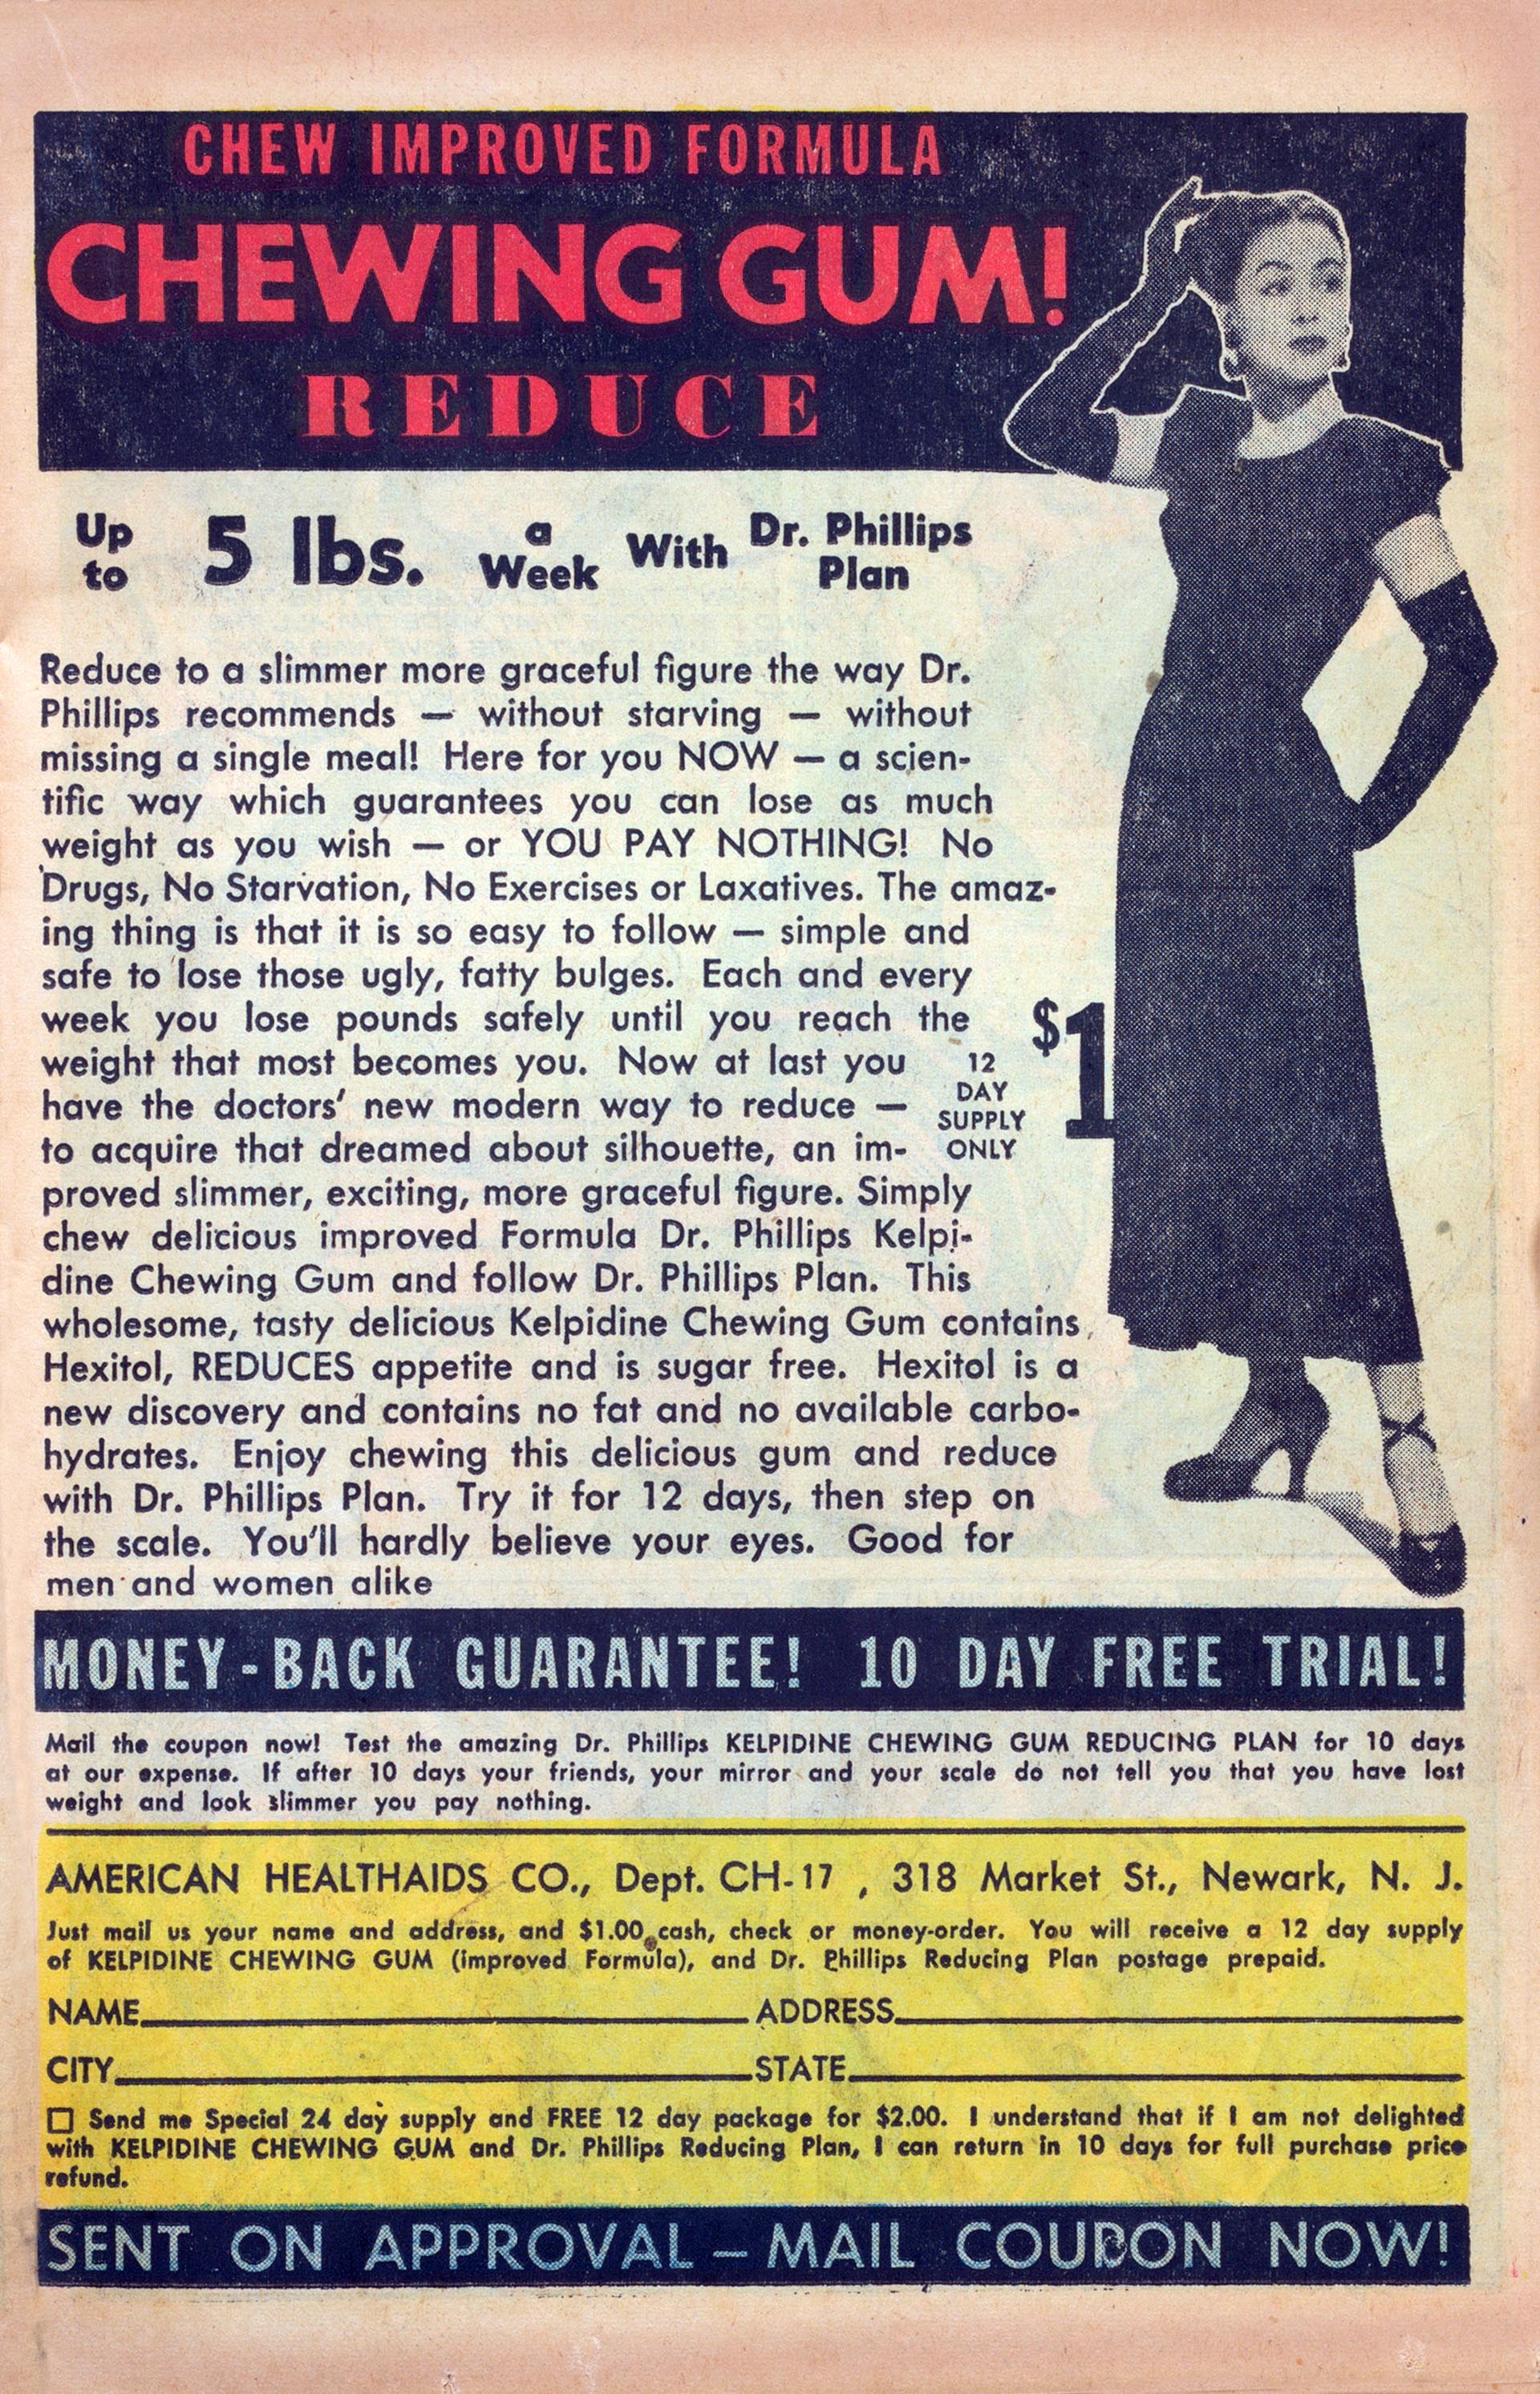 CHEW IMPROVED FORMULA
CHEWING GUM!
REDUCE
Up to 5 lbs. a Week With Dr. Phillips Plan
Reduce to a slimmer more graceful figure the way Dr.
Phillips recommends — without starving — without
missing a single meal! Here for you NOW — a scien-
tific way which guarantees you can lose as much
weight as you wish — or YOU PAY NOTHING! No
Drugs, No Starvation, No Exercises or Laxatives. The amaz-
ing thing is that it is so easy to follow — simple and
safe to lose those ugly, fatty bulges. Each and every
week you lose pounds safely until you reach the
weight that most becomes you. Now at last you
have the doctors' new modern way to reduce —
to acquire that dreamed about silhouette, an im-
proved slimmer, exciting, more graceful figure. Simply
chew delicious improved Formula Dr. Phillips Kelpi-
dine Chewing Gum and follow Dr. Phillips Plan. This
wholesome, tasty delicious Kelpidine Chewing Gum contains
Hexitol, REDUCES appetite and is sugar free. Hexitol is a
new discovery and contains no fat and no available carbo-
hydrates. Enjoy chewing this delicious gum and reduce
with Dr. Phillips Plan. Try it for 12 days, then step on
the scale. You'll hardly believe your eyes. Good for
men and women alike
12
DAY
SUPPLY
ONLY
$1
MONEY-BACK GUARANTEE! 10 DAY FREE TRIAL!
Mail the coupon now! Test the amazing Dr. Phillips KELPIDINE CHEWING GUM REDUCING PLAN for 10 days
at our expense. If after 10 days your friends, your mirror and your scale do not tell you that you have lost
weight and look slimmer you pay nothing.
AMERICAN HEALTHAIDS CO., Dept. CH-17 , 318 Market St., Newark, N. J.
Just mail us your name and address, and $1.00 cash, check or money-order. You will receive a 12 day supply
of KELPIDINE CHEWING GUM (improved Formula), and Dr. Phillips Reducing Plan postage prepaid.
NAME ADDRESS
CITY STATE
Send me Special 24 day supply and FREE 12 day package for $2.00. I understand that if I am not delighted
with KELPIDINE CHEWING GUM and Dr. Phillips Reducing Plan, I can return in 10 days for full purchase price
refund.
SENT ON APPROVAL — MAIL COUPON NOW!